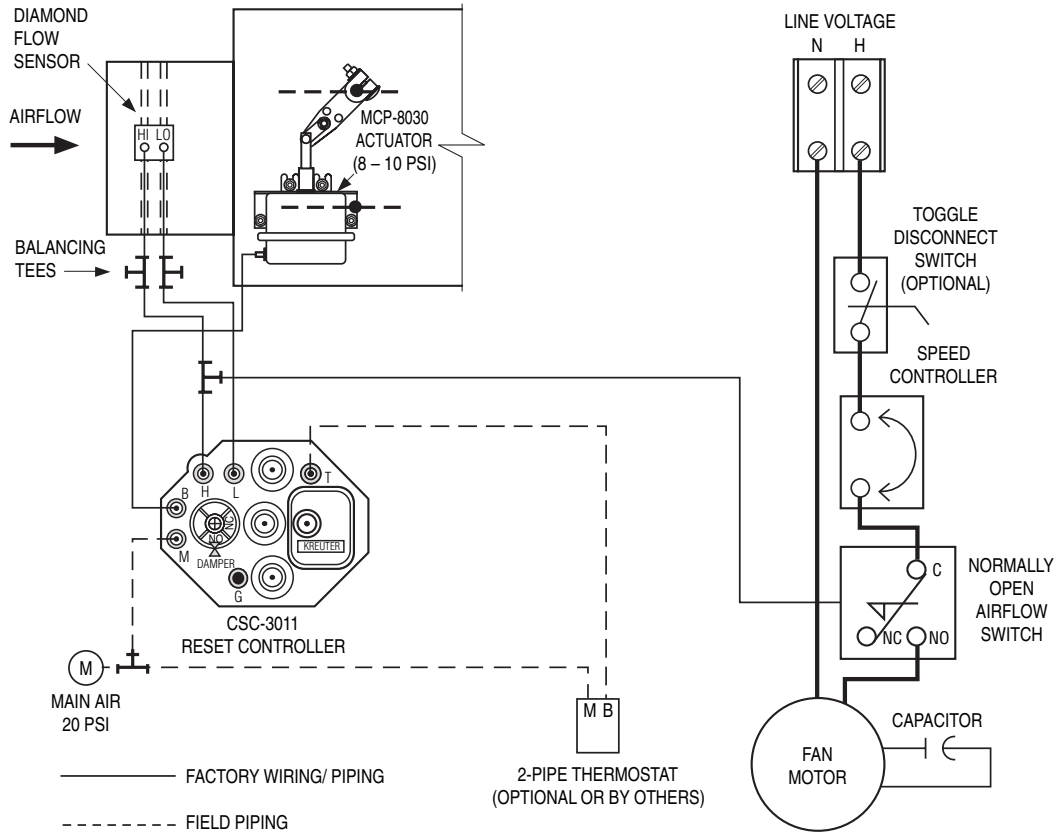 DIAMOND
FLOW
SENSOR
AIRFLOW
HI LO
MCP-8030
ACTUATOR
(8 – 10 PSI)
BALANCING
TEES
LINE VOLTAGE
N H
TOGGLE
DISCONNECT
SWITCH
(OPTIONAL)
SPEED
CONTROLLER
B
H
L
T
M
NC
NO
DAMPER
G
KREUTER
CSC-3011
RESET CONTROLLER
C
NC
NO
NORMALLY
OPEN
AIRFLOW
SWITCH
M
MAIN AIR
20 PSI
M B
2-PIPE THERMOSTAT
(OPTIONAL OR BY OTHERS)
FAN
MOTOR
CAPACITOR
FACTORY WIRING/ PIPING
FIELD PIPING